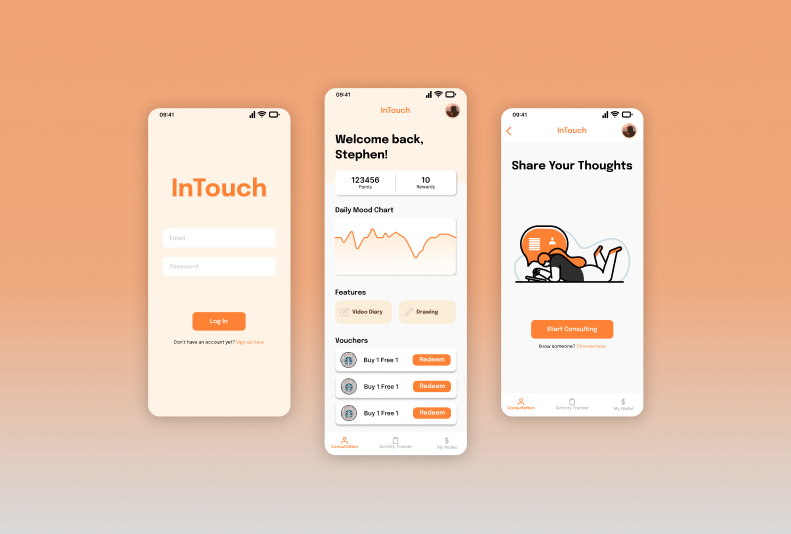 09:41
InTouch
Email
Password
Log In
Don't have an account yet? Sign up here
09:41
InTouch
Welcome back,
Stephen!
123456
Points
10
Rewards
Daily Mood Chart
Features
Video Diary
Drawing
Vouchers
Buy 1 Free 1
Redeem
Buy 1 Free 1
Redeem
Buy 1 Free 1
Redeem
Consultation
Activity Tracker
My Wallet
09:41
InTouch
Share Your Thoughts
Start Consulting
Know someone? Choose here
Consultation
Activity Tracker
My Wallet